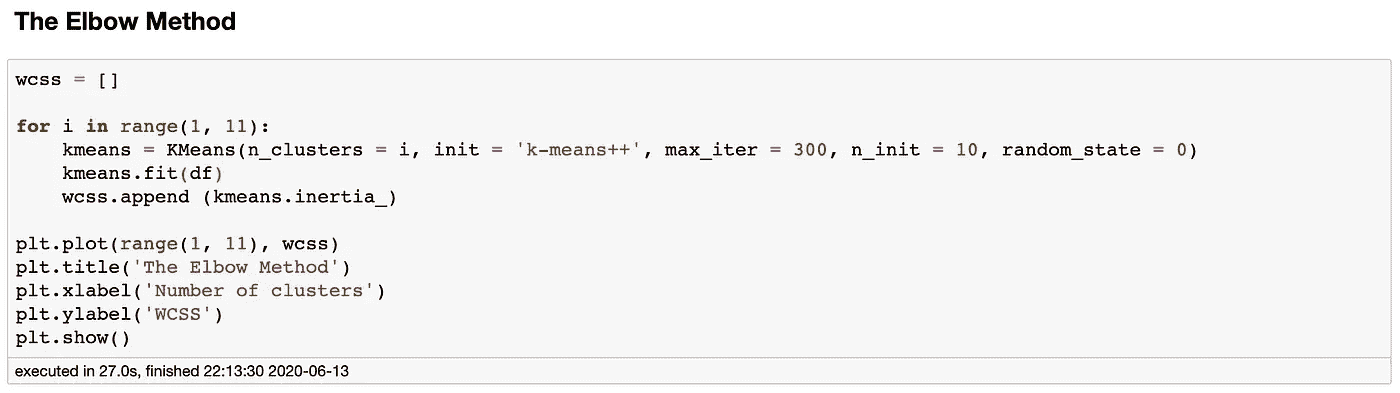 The Elbow Method
wcss = []
for i in range(1, 11):
    kmeans = KMeans(n_clusters = i, init = 'k-means++', max_iter = 300, n_init = 10, random_state = 0)
    kmeans.fit(df)
    wcss.append (kmeans.inertia_)
plt.plot(range(1, 11), wcss)
plt.title('The Elbow Method')
plt.xlabel('Number of clusters')
plt.ylabel('WCSS')
plt.show()
executed in 27.0s, finished 22:13:30 2020-06-13